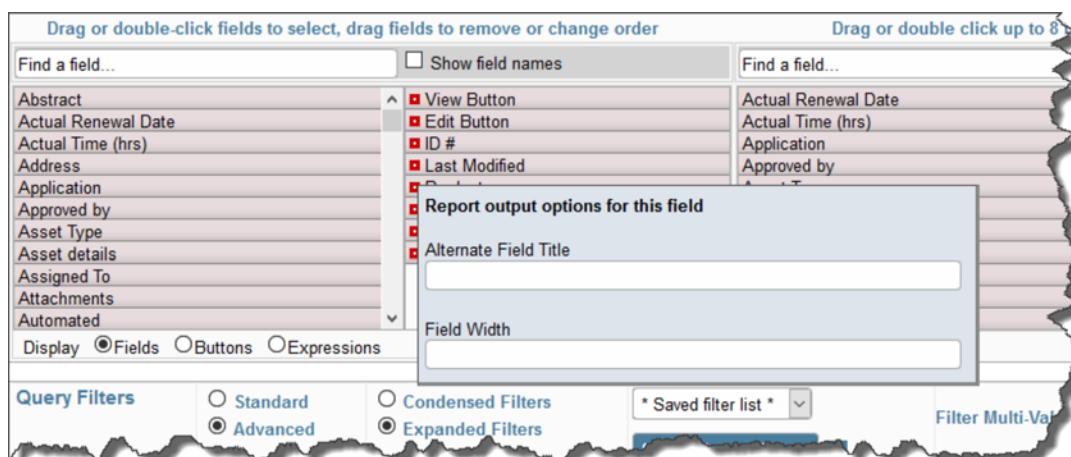 Drag or double-click fields to select, drag fields to remove or change order
Drag or double click up to 8
Find a field...
Show field names
Find a field...
Abstract
Actual Renewal Date
Actual Time (hrs)
Address
Application
Approved by
Asset Type
Asset details
Assigned To
Attachments
Automated
View Button
Edit Button
ID #
Last Modified
Actual Renewal Date
Actual Time (hrs)
Application
Approved by
Report output options for this field
Alternate Field Title
Field Width
Display Fields Buttons Expressions
Query Filters
Standard
Advanced
Condensed Filters
Expanded Filters
* Saved filter list *
Filter Multi-Va